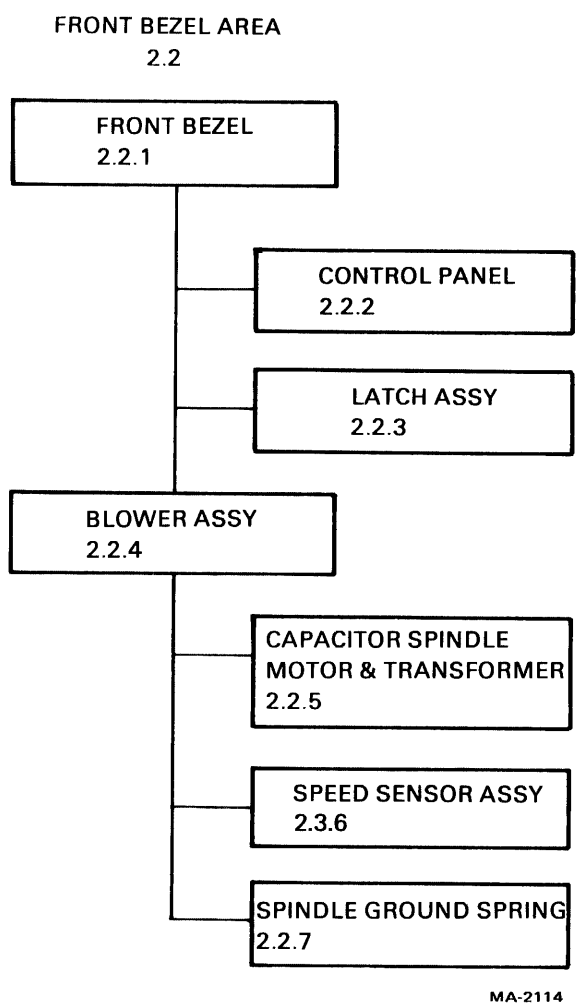 FRONT BEZEL AREA
2.2
FRONT BEZEL
2.2.1
CONTROL PANEL
2.2.2
LATCH ASSY
2.2.3
BLOWER ASSY
2.2.4
CAPACITOR SPINDLE
MOTOR & TRANSFORMER
2.2.5
SPEED SENSOR ASSY
2.3.6
SPINDLE GROUND SPRING
2.2.7
MA-2114